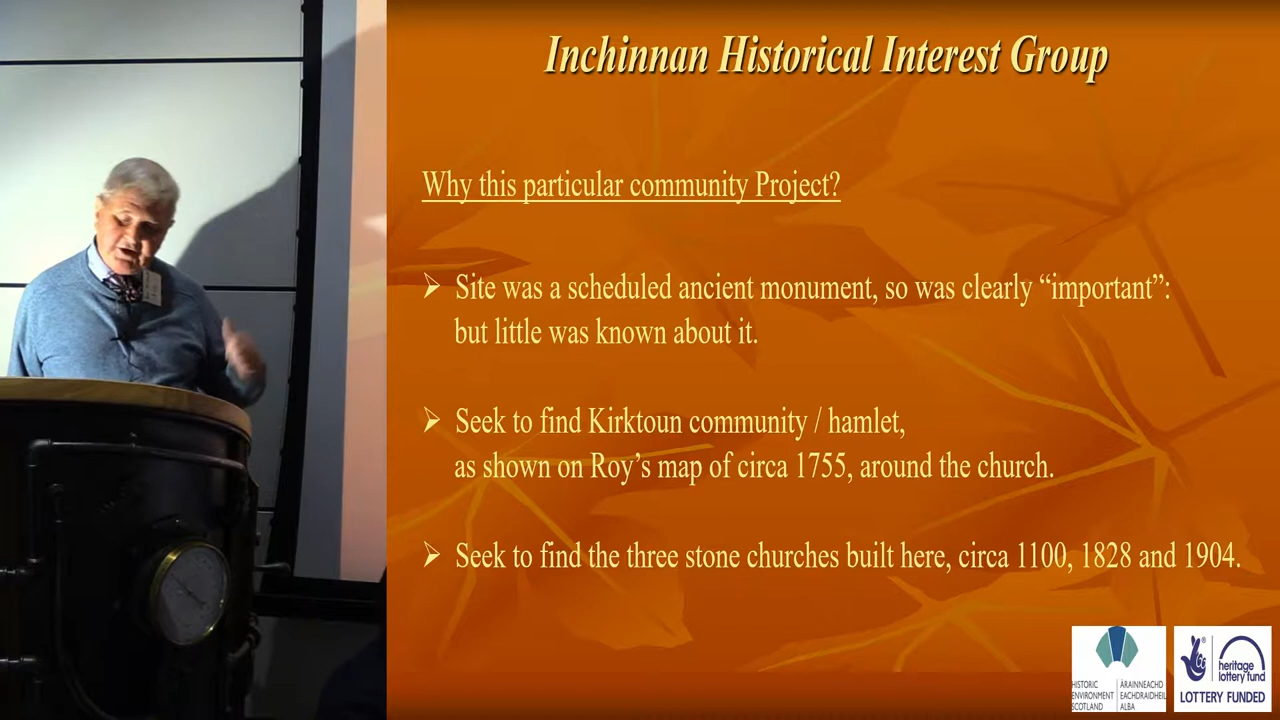 Inchinnan Historical Interest Group
Why this particular community Project?
➢ Site was a scheduled ancient monument, so was clearly “important”:
but little was known about it.
➢ Seek to find Kirktoun community / hamlet,
as shown on Roy’s map of circa 1755, around the church.
➢ Seek to find the three stone churches built here, circa 1100, 1828 and 1904.
HISTORIC
ENVIRONMENT
SCOTLAND
ÀRAINNEACHD
EACHDRAIDHEIL
ALBA
heritage
lottery fund
LOTTERY FUNDED